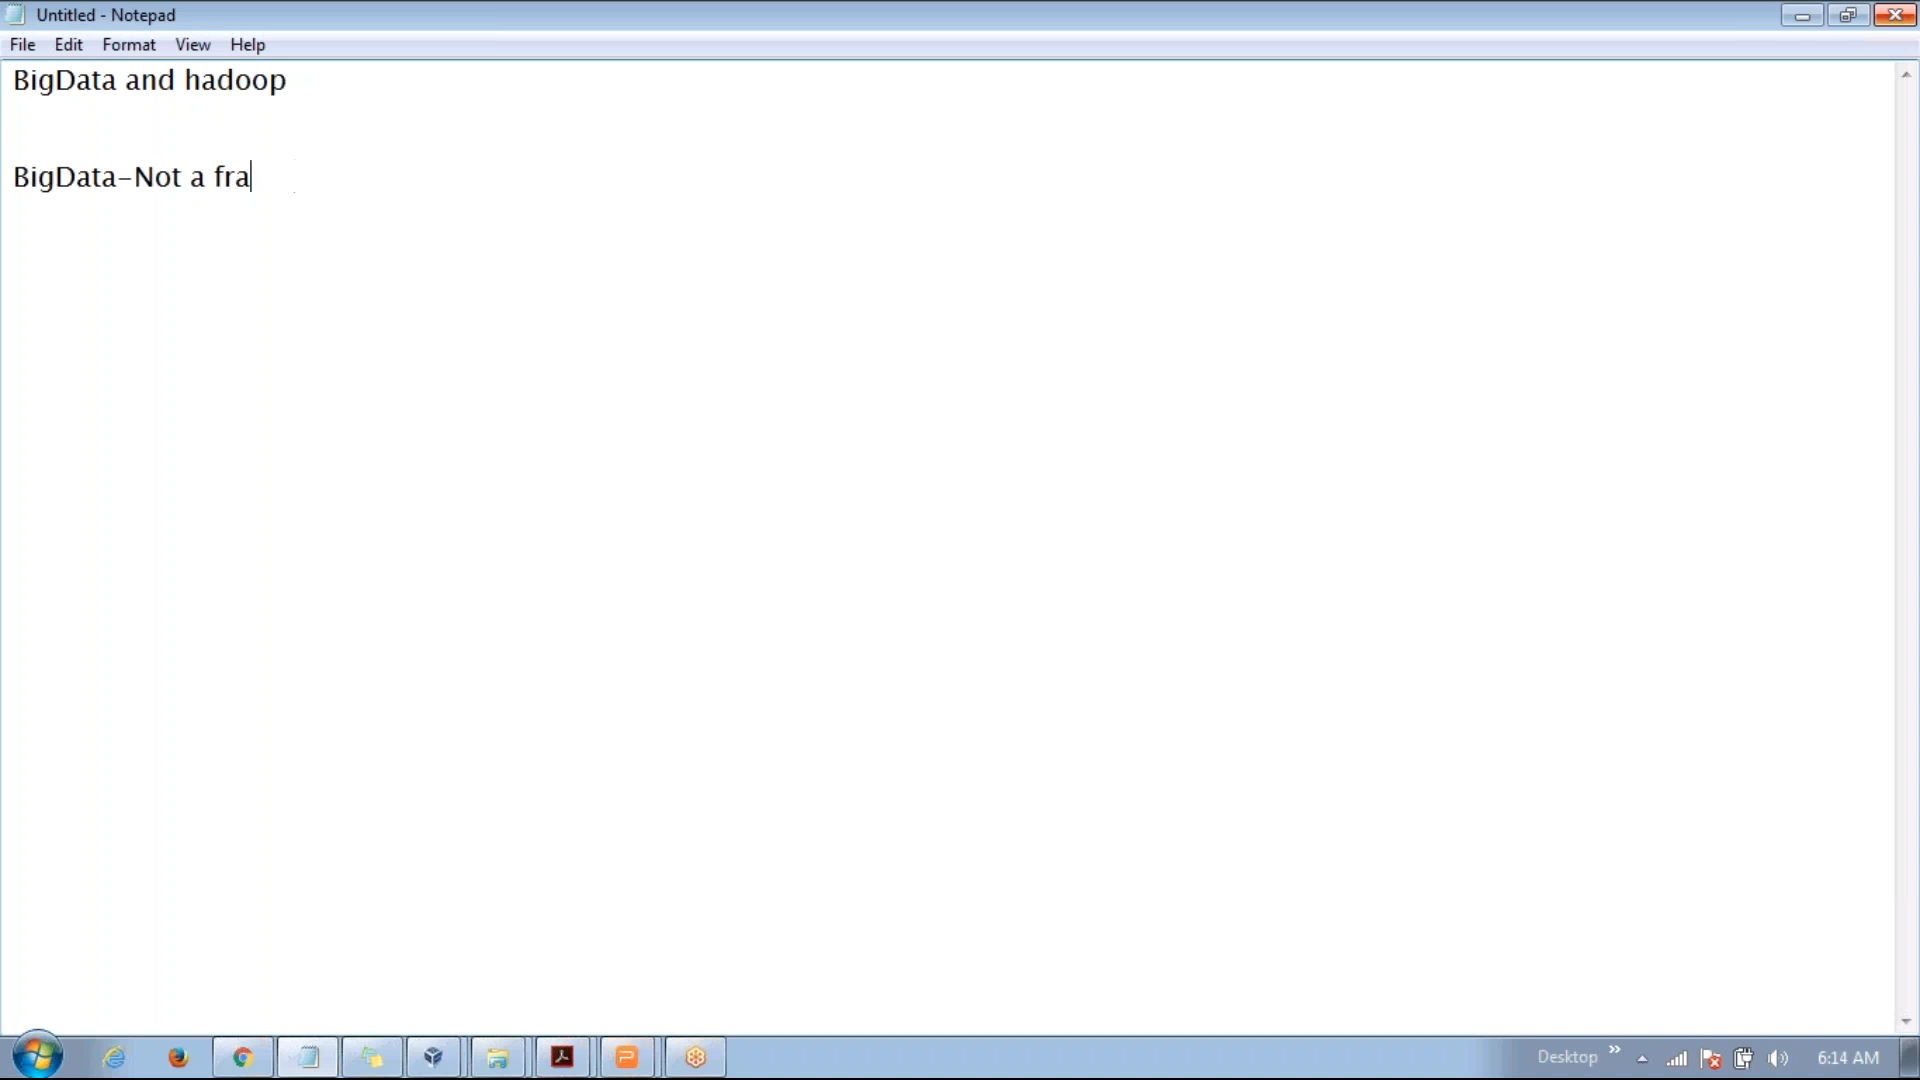 Untitled - Notepad
File Edit Format View Help
BigData and hadoop
BigData-Not a fra
Desktop
6:14 AM